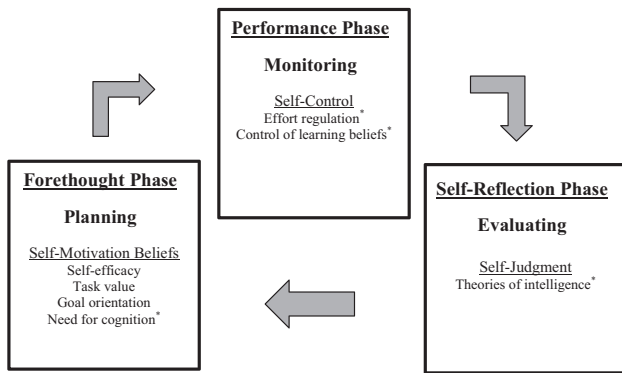 Performance Phase
Monitoring
Self-Control
Effort regulation*
Control of learning beliefs*
Forethought Phase
Planning
Self-Motivation Beliefs
Self-efficacy
Task value
Goal orientation
Need for cognition*
Self-Reflection Phase
Evaluating
Self-Judgment
Theories of intelligence*